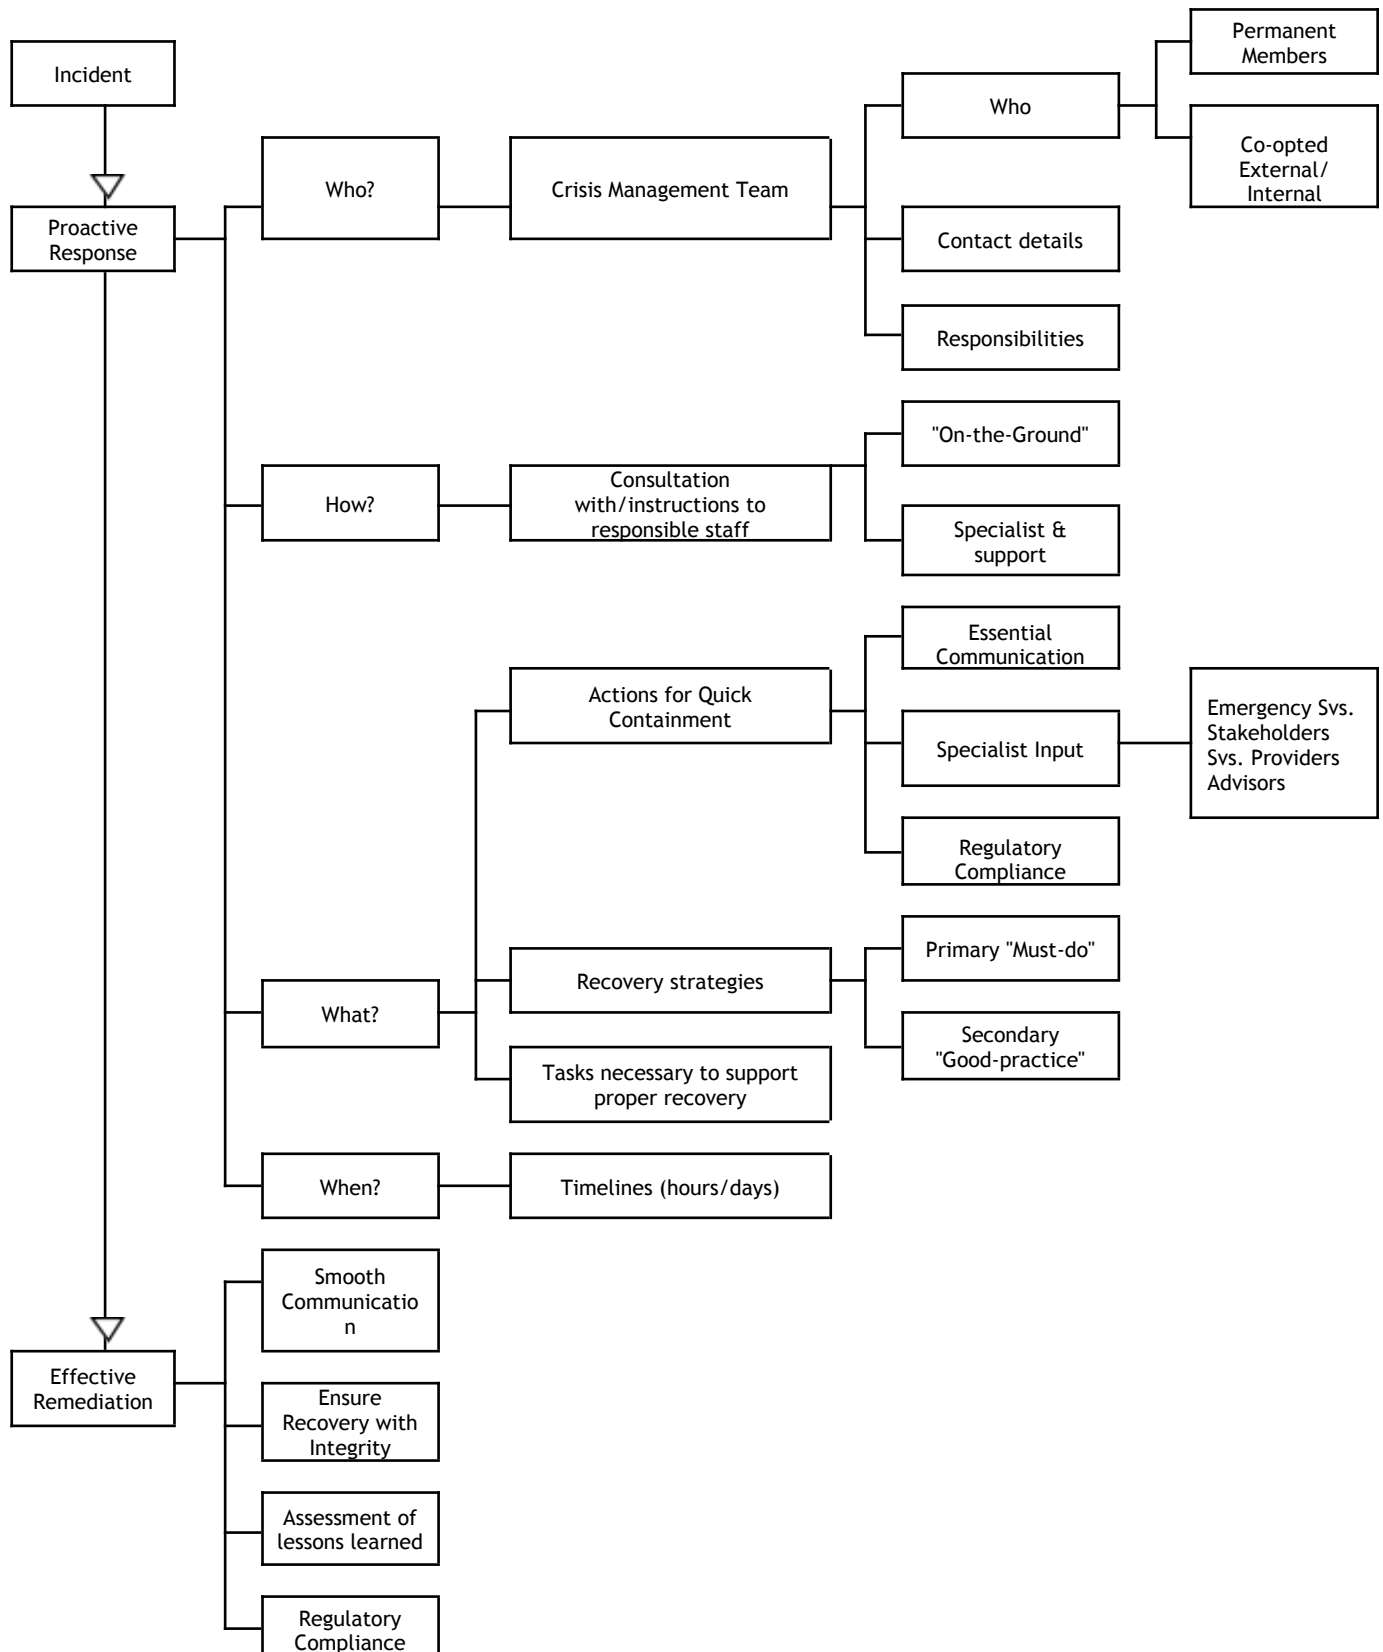 Incident
Proactive
Response
Who?
Crisis Management Team
Who
Permanent
Members
Co-opted
External/
Internal
Contact details
Responsibilities
How?
Consultation
with/instructions to
responsible staff
"On-the-Ground"
Specialist &
support
What?
Actions for Quick
Containment
Essential
Communication
Specialist Input
Emergency Svs.
Stakeholders
Svs. Providers
Advisors
Regulatory
Compliance
Recovery strategies
Primary "Must-do"
Secondary
"Good-practice"
Tasks necessary to support
proper recovery
When?
Timelines (hours/days)
Effective
Remediation
Smooth
Communicatio
n
Ensure
Recovery with
Integrity
Assessment of
lessons learned
Regulatory
Compliance